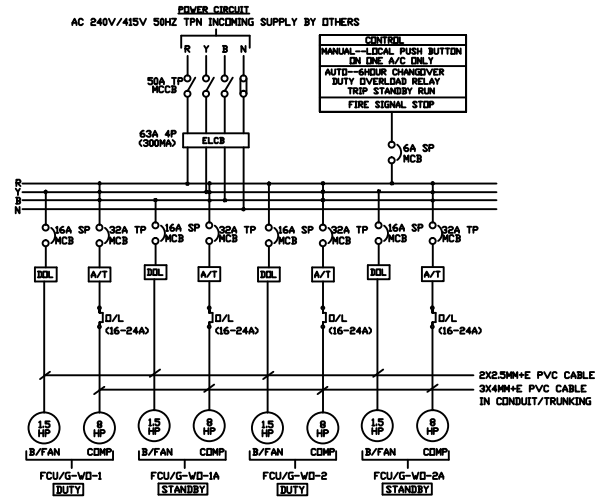 POWER CIRCUIT
AC 240V/415V 50HZ TPN INCOMING SUPPLY BY OTHERS
R Y B N
50A TP
MCCB
63A 4P
(300MA)
ELCB
CONTROL
MANUAL--LOCAL PUSH BUTTON
ON ONE A/C ONLY
AUTO--6HOUR CHANGOVER
DUTY OVERLOAD RELAY
TRIP STANDBY RUN
FIRE SIGNAL STOP
6A SP
MCB
R
Y
B
N
16A SP 32A TP 16A SP 32A TP 16A SP 32A TP 16A SP 32A TP
MCB MCB MCB MCB MCB MCB MCB MCB
DOL A/T DOL A/T DOL A/T DOL A/T
O/L O/L O/L O/L
(16-24A) (16-24A) (16-24A) (16-24A)
2X2.5MM+E PVC CABLE
3X4MM+E PVC CABLE
IN CONDUIT/TRUNKING
1.5 8 1.5 8 1.5 8 1.5 8
HP HP HP HP HP HP HP HP
B/FAN COMP B/FAN COMP B/FAN COMP B/FAN COMP
FCU/G-WO-1 FCU/G-WO-1A FCU/G-WO-2 FCU/G-WO-2A
DUTY STANDBY DUTY STANDBY